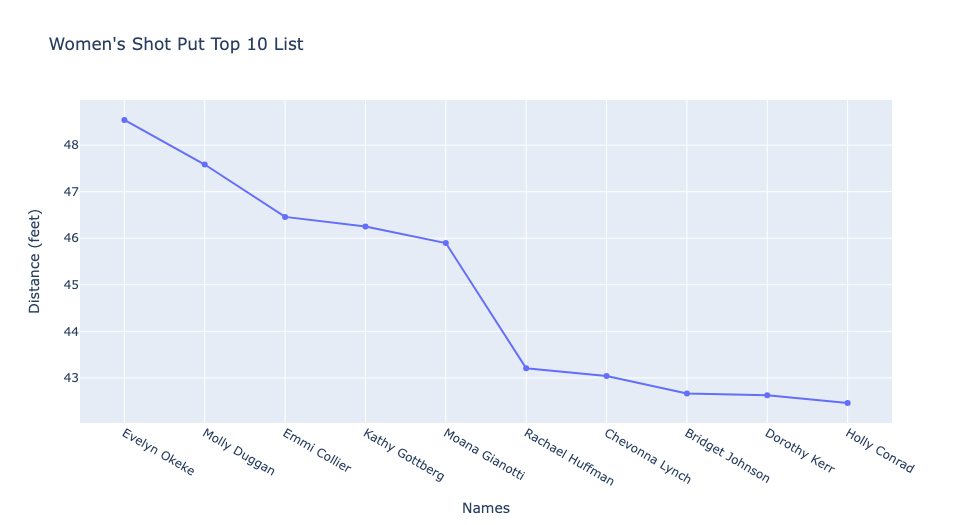 Women's Shot Put Top 10 List
Distance (feet)
48
47
46
45
44
43
Evelyn Okeke
Molly Duggan
Emmi Collier
Kathy Gottberg
Moana Gianotti
Rachael Huffman
Chevonna Lynch
Bridget Johnson
Dorothy Kerr
Holly Conrad
Names